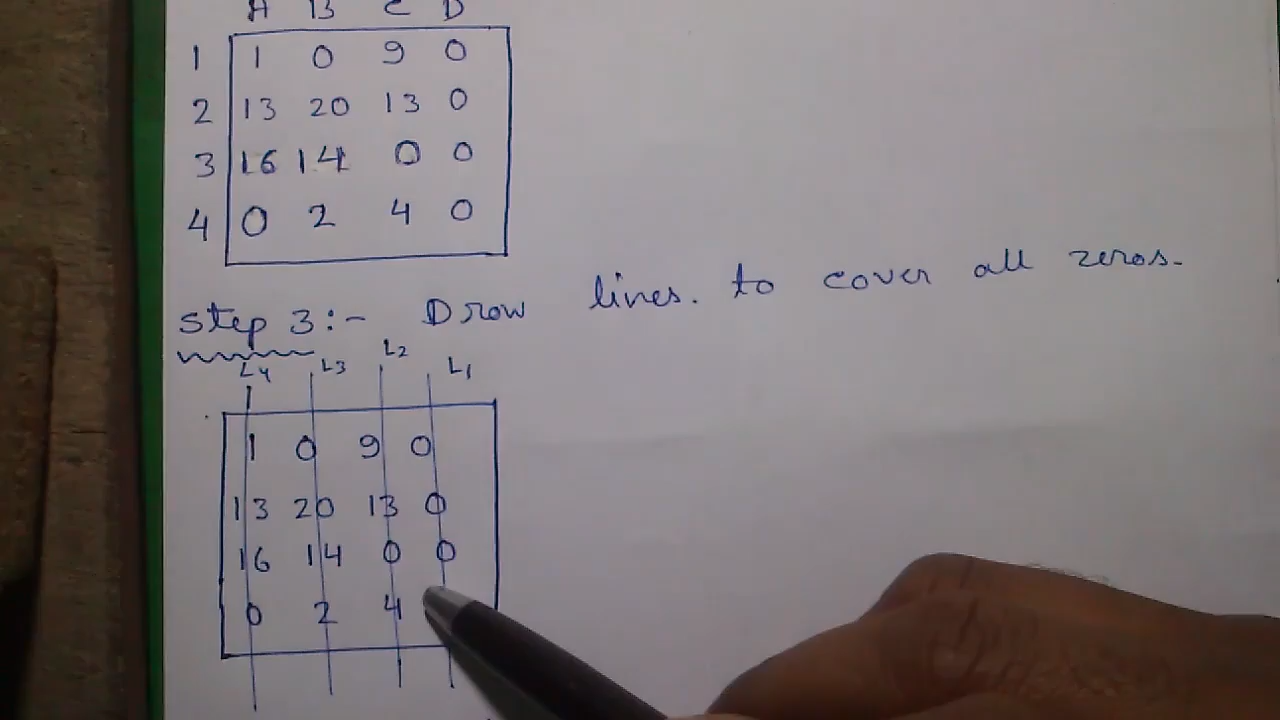 A B C D
1 1 0 9 0
2 13 20 13 0
3 16 14 0 0
4 0 2 4 0
Step 3:- Draw lines. to cover all zeros.
L4 L3 L2 L1
1 0 9 0
13 20 13 0
16 14 0 0
0 2 4